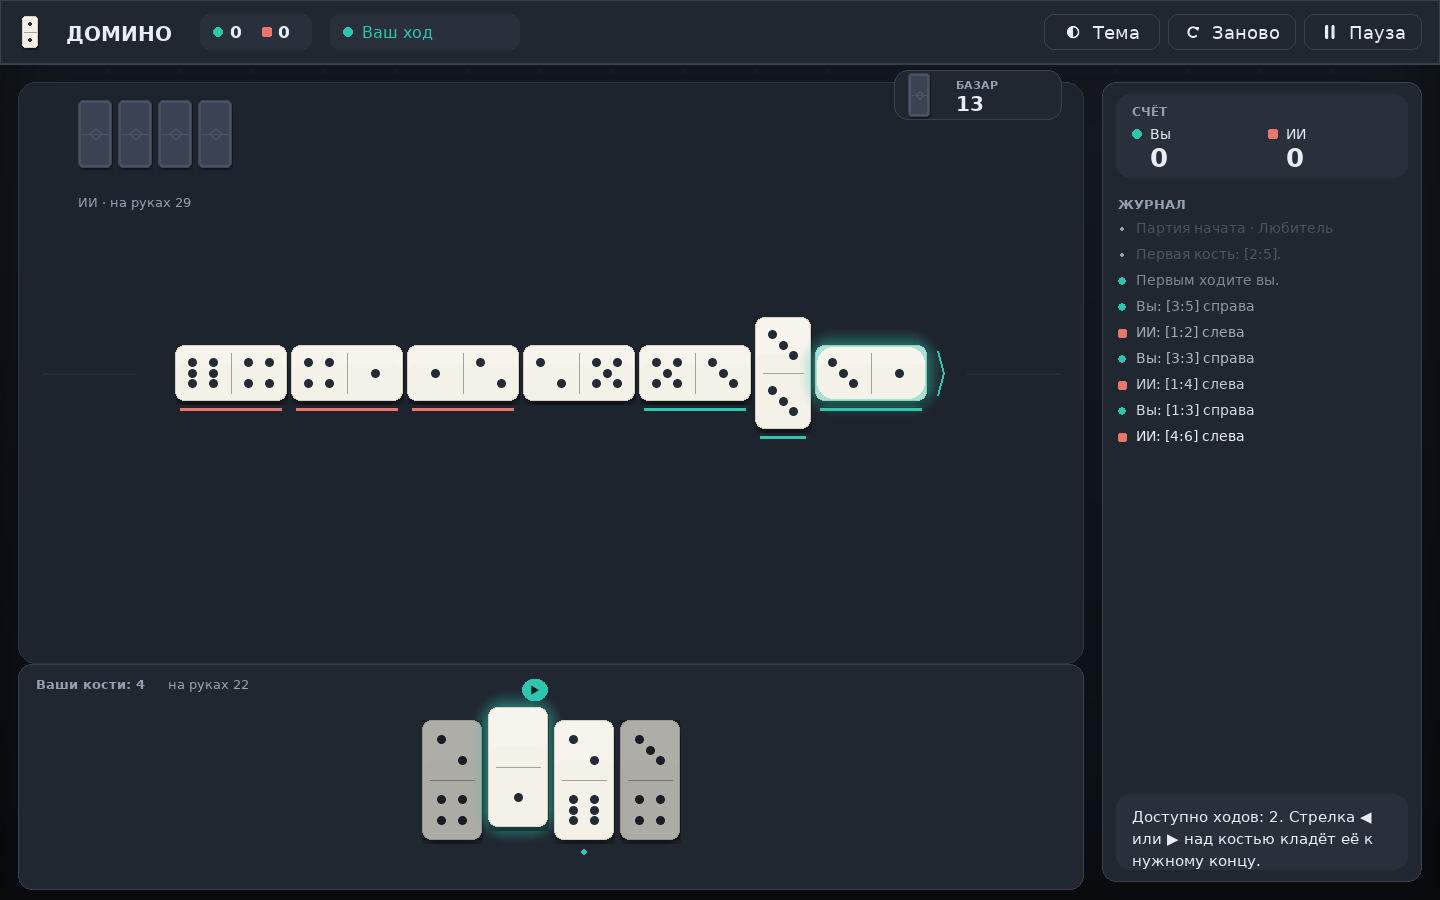 ДОМИНО
0 0
Ваш ход
Тема
Заново
Пауза
БАЗАР
13
ИИ · на руках 29
СЧЁТ
Вы ИИ
0 0
ЖУРНАЛ
Партия начата · Любитель
Первая кость: [2:5].
Первым ходите вы.
Вы: [3:5] справа
ИИ: [1:2] слева
Вы: [3:3] справа
ИИ: [1:4] слева
Вы: [1:3] справа
ИИ: [4:6] слева
Ваши кости: 4 на руках 22
Доступно ходов: 2. Стрелка ◀
или ▶ над костью кладёт её к
нужному концу.